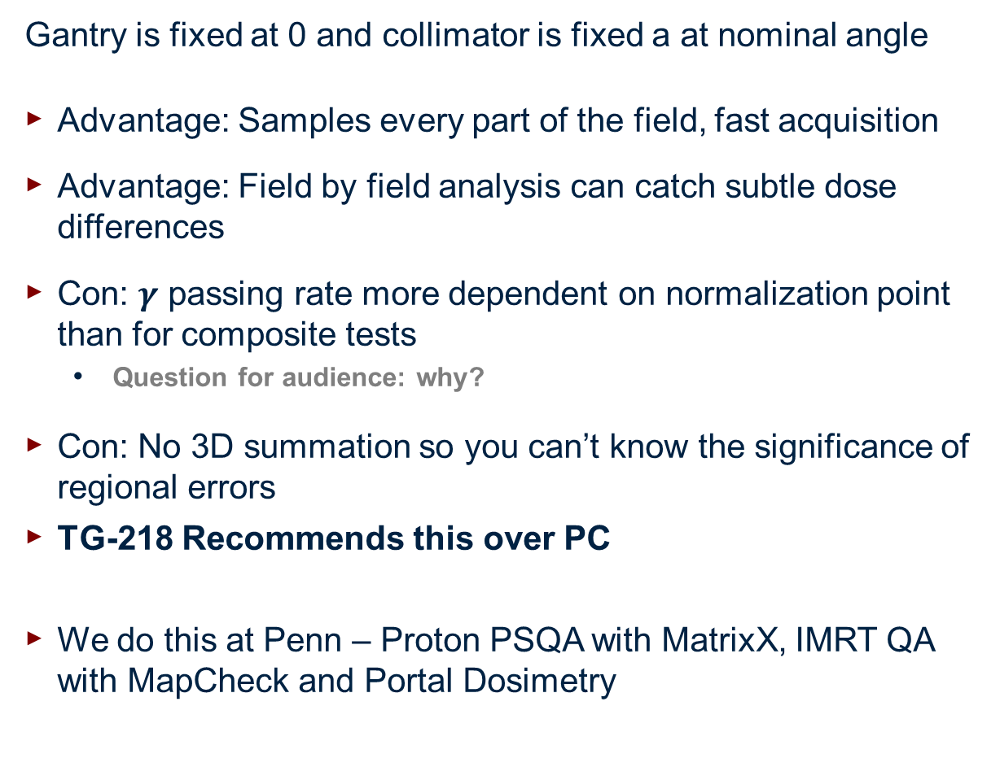 Gantry is fixed at 0 and collimator is fixed a at nominal angle
► Advantage: Samples every part of the field, fast acquisition
► Advantage: Field by field analysis can catch subtle dose
differences
► Con: γ passing rate more dependent on normalization point
than for composite tests
• Question for audience: why?
► Con: No 3D summation so you can’t know the significance of
regional errors
► TG-218 Recommends this over PC
► We do this at Penn – Proton PSQA with MatrixX, IMRT QA
with MapCheck and Portal Dosimetry